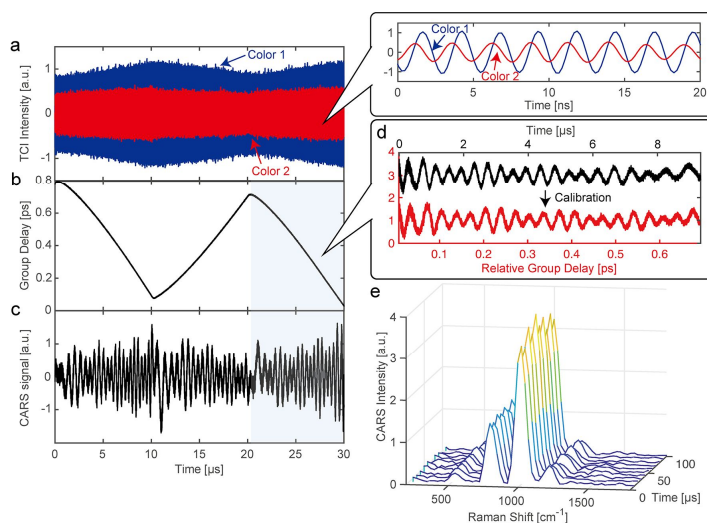 a
TCI Intensity [a.u.]
1
0
-1
Color 1
Color 2
1
0
-1
Color 1
Color 2
0 5 10 15 20
Time [ns]
b
Group Delay [ps]
0.8
0.6
0.4
0.2
0
c
CARS signal [a.u.]
1
0
-1
0 5 10 15 20 25 30
Time [µs]
d
Time [µs]
0 2 4 6 8
4
3
2
1
0
Calibration
0.1 0.2 0.3 0.4 0.5 0.6
Relative Group Delay [ps]
e
CARS Intensity [a.u.]
4
3
2
1
0
500 1000 1500
Raman Shift [cm-1]
100
50
0 Time [µs]